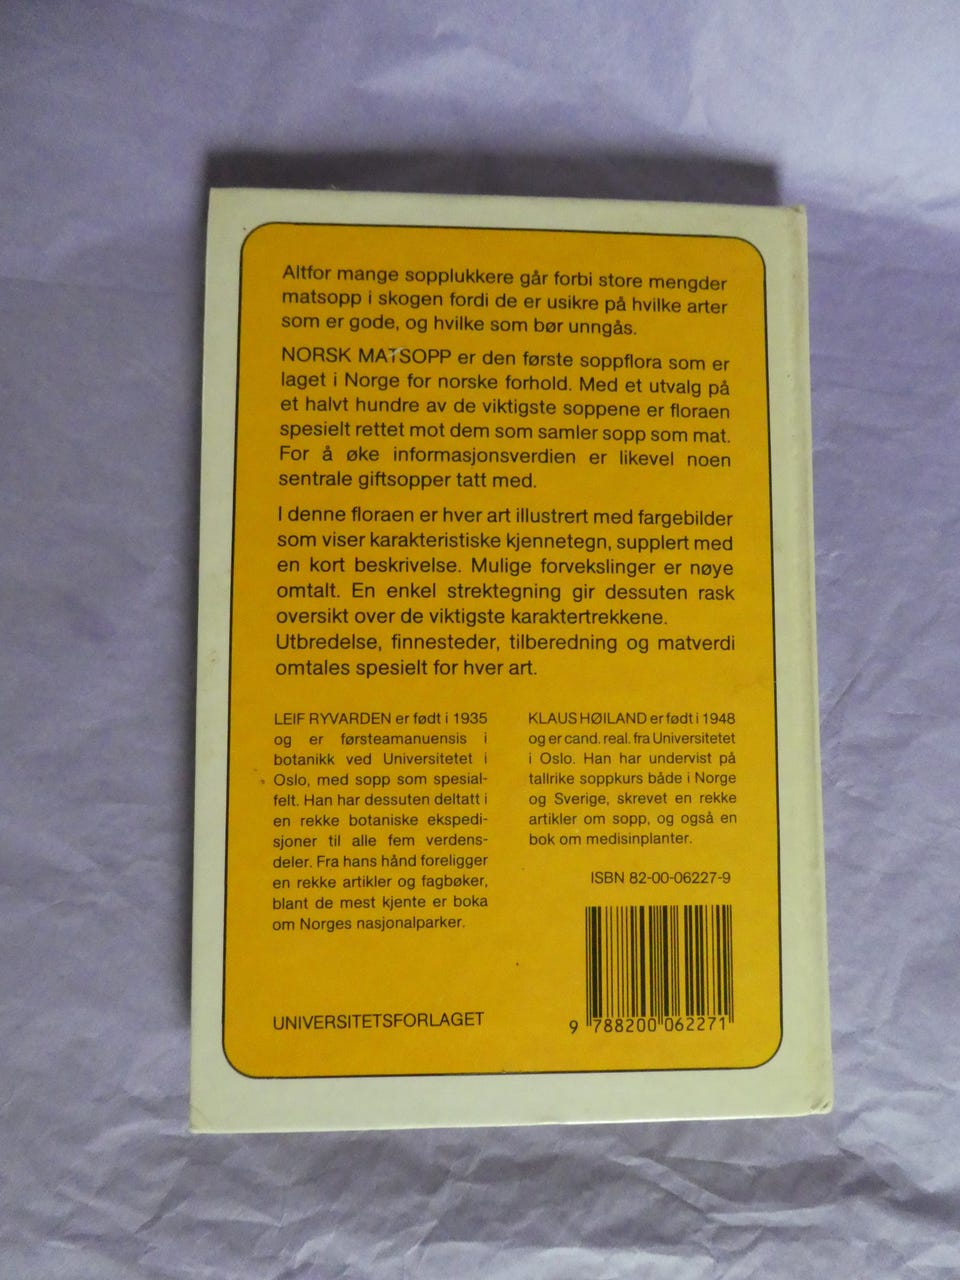 Altfor mange sopplukkere går forbi store mengder
matsopp i skogen fordi de er usikre på hvilke arter
som er gode, og hvilke som bør unngås.
NORSK MATSOPP er den første soppflora som er
laget i Norge for norske forhold. Med et utvalg på
et halvt hundre av de viktigste soppene er floraen
spesielt rettet mot dem som samler sopp som mat.
For å øke informasjonsverdien er likevel noen
sentrale giftsopper tatt med.
I denne floraen er hver art illustrert med fargebilder
som viser karakteristiske kjennetegn, supplert med
en kort beskrivelse. Mulige forvekslinger er nøye
omtalt. En enkel strektegning gir dessuten rask
oversikt over de viktigste karaktertrekkene.
Utbredelse, finnesteder, tilberedning og matverdi
omtales spesielt for hver art.
LEIF RYVARDEN er født i 1935
og er førsteamanuensis i
botanikk ved Universitetet i
Oslo, med sopp som spesial-
felt. Han har dessuten deltatt i
en rekke botaniske ekspedi-
sjoner til alle fem verdens-
deler. Fra hans hånd foreligger
en rekke artikler og fagbøker,
blant de mest kjente er boka
om Norges nasjonalparker.
KLAUS HØILAND er født i 1948
og er cand. real. fra Universitetet
i Oslo. Han har undervist på
tallrike soppkurs både i Norge
og Sverige, skrevet en rekke
artikler om sopp, og også en
bok om medisinplanter.
ISBN 82-00-06227-9
9 788200 062271
UNIVERSITETSFORLAGET